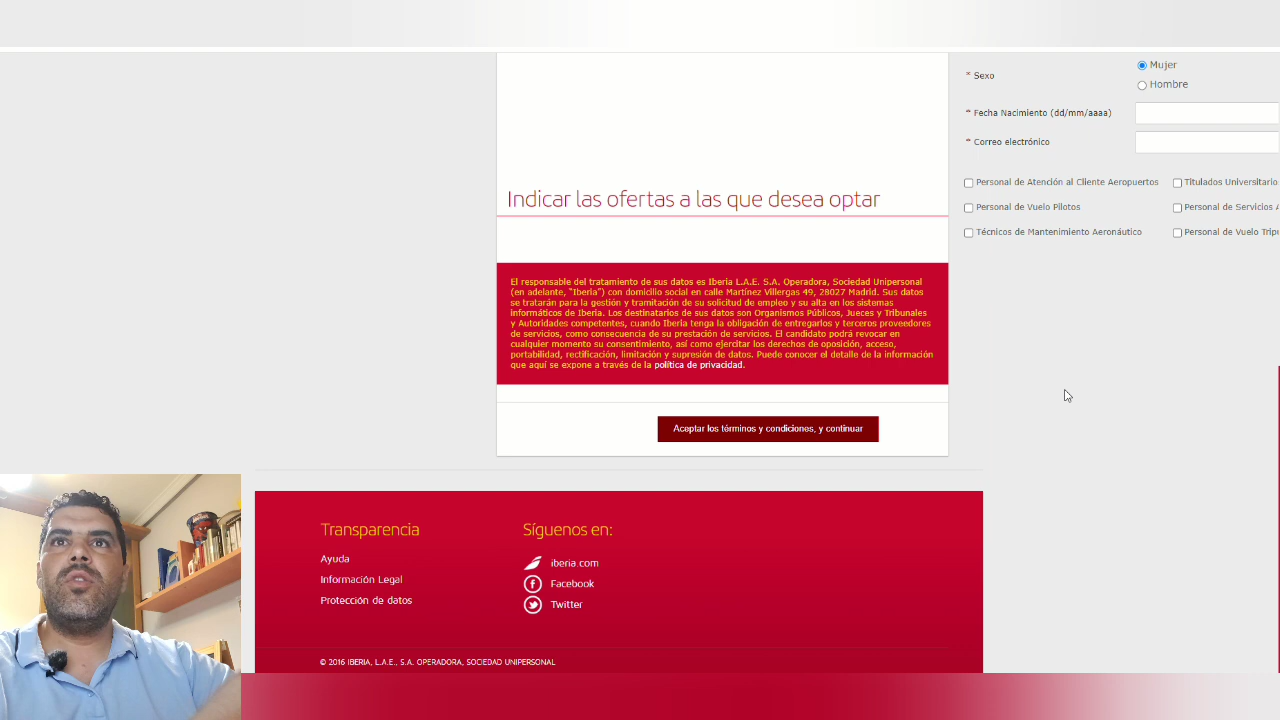 * Sexo
Mujer
Hombre
* Fecha Nacimiento (dd/mm/aaaa)
* Correo electrónico
Personal de Atención al Cliente Aeropuertos
Titulados Universitario
Personal de Vuelo Pilotos
Personal de Servicios A
Técnicos de Mantenimiento Aeronáutico
Personal de Vuelo Trip
Indicar las ofertas a las que desea optar
El responsable del tratamiento de sus datos es Iberia L.A.E. S.A. Operadora, Sociedad Unipersonal
(en adelante, “Iberia”) con domicilio social en calle Martínez Villergas 49, 28027 Madrid. Sus datos
se tratarán para la gestión y tramitación de su solicitud de empleo y su alta en los sistemas
informáticos de Iberia. Los destinatarios de sus datos son Organismos Públicos, Jueces y Tribunales
y Autoridades competentes, cuando Iberia tenga la obligación de entregarlos y terceros proveedores
de servicios, como consecuencia de su prestación de servicios. El candidato podrá revocar en
cualquier momento su consentimiento, así como ejercitar los derechos de oposición, acceso,
portabilidad, rectificación, limitación y supresión de datos. Puede conocer el detalle de la información
que aquí se expone a través de la política de privacidad.
Aceptar los términos y condiciones, y continuar
Transparencia
Ayuda
Información Legal
Protección de datos
Síguenos en:
iberia.com
Facebook
Twitter
© 2016 IBERIA, L.A.E., S.A. OPERADORA, SOCIEDAD UNIPERSONAL